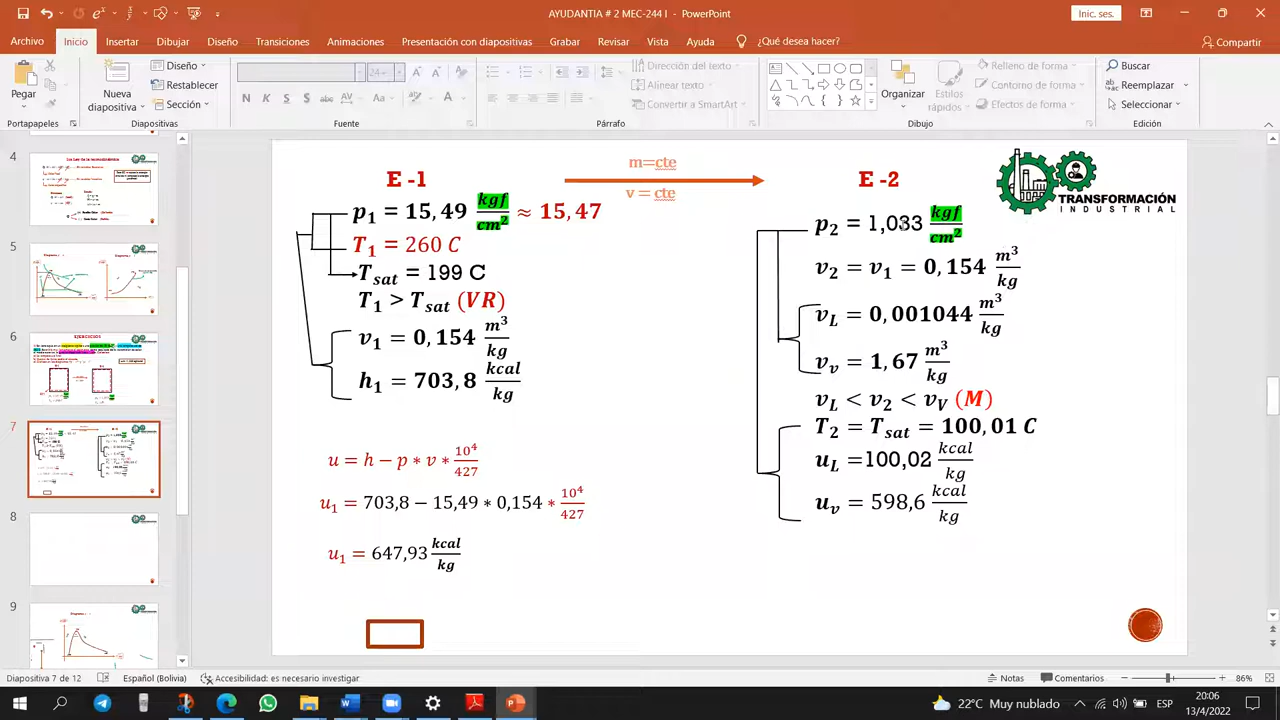 AYUDANTIA # 2 MEC-244 I - PowerPoint
Inic. ses.
Archivo Inicio Insertar Dibujar Diseño Transiciones Animaciones Presentación con diapositivas Grabar Revisar Vista Ayuda ¿Qué desea hacer? Compartir
Pegar
Nueva diapositiva
Diseño
Restablecer
Sección
24
N K S
Dirección del texto
Alinear texto
Convertir a SmartArt
Organizar
Estilos rápidos
Relleno de forma
Contorno de forma
Efectos de forma
Buscar
Reemplazar
Seleccionar
Portapapeles Diapositivas Fuente Párrafo Dibujo Edición
4
5
6
EJERCICIOS
7
8
9
m=cte
v = cte
E -1
p₁ = 15,49 kgf/cm² ≈ 15,47
T₁ = 260 C
Tsat = 199 C
T₁ > Tsat (VR)
v₁ = 0,154 m³/kg
h₁ = 703,8 kcal/kg
u = h − p ∗ v ∗ 10⁴/427
u₁ = 703,8 − 15,49 ∗ 0,154 ∗ 10⁴/427
u₁ = 647,93 kcal/kg
E -2
p₂ = 1,033 kgf/cm²
v₂ = v₁ = 0,154 m³/kg
vL = 0,001044 m³/kg
vv = 1,67 m³/kg
vL < v₂ < vV (M)
T₂ = Tsat = 100,01 C
uL =100,02 kcal/kg
uv = 598,6 kcal/kg
TRANSFORMACIÓN
INDUSTRIAL
Diapositiva 7 de 12 Español (Bolivia) Accesibilidad: es necesario investigar Notas Comentarios 86%
22°C Muy nublado ESP 20:06
13/4/2022